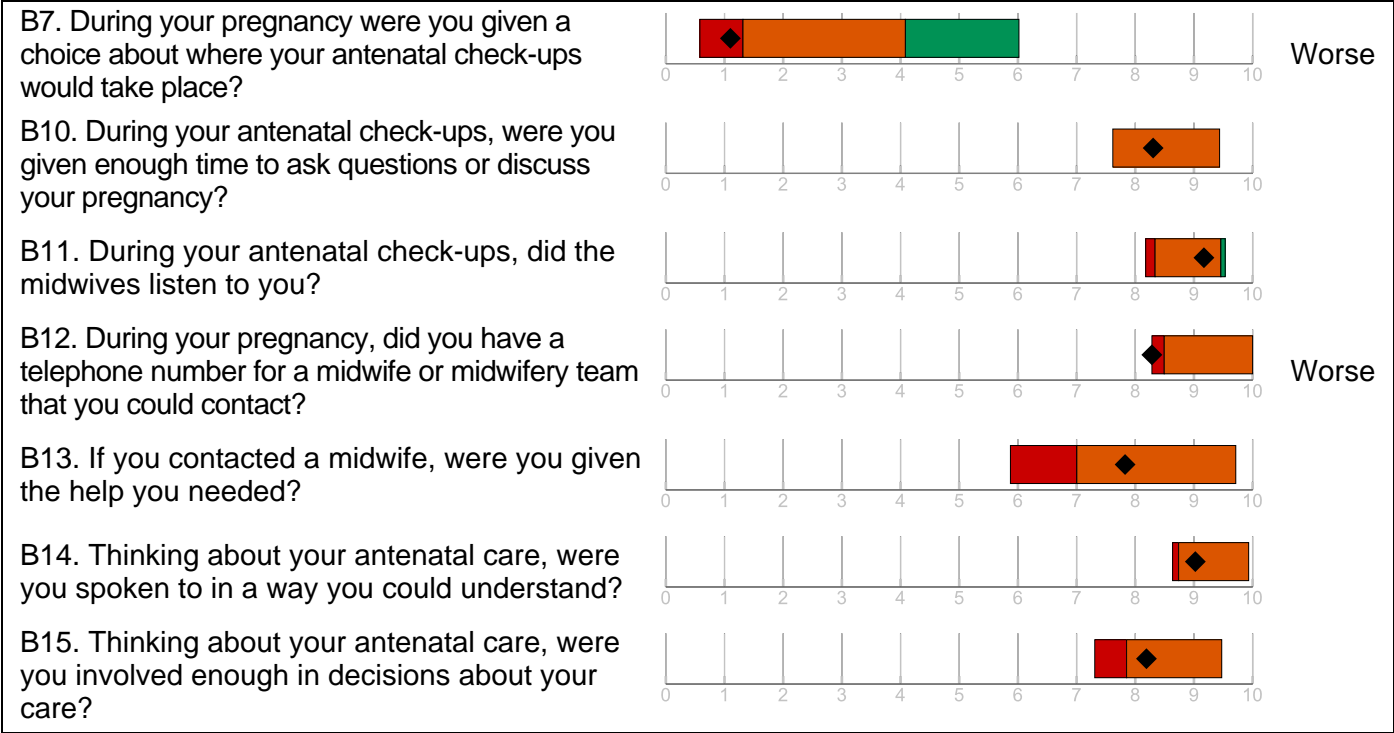 B7. During your pregnancy were you given a
choice about where your antenatal check-ups
would take place?
0 1 2 3 4 5 6 7 8 9 10
Worse
B10. During your antenatal check-ups, were you
given enough time to ask questions or discuss
your pregnancy?
0 1 2 3 4 5 6 7 8 9 10
B11. During your antenatal check-ups, did the
midwives listen to you?
0 1 2 3 4 5 6 7 8 9 10
B12. During your pregnancy, did you have a
telephone number for a midwife or midwifery team
that you could contact?
0 1 2 3 4 5 6 7 8 9 10
Worse
B13. If you contacted a midwife, were you given
the help you needed?
0 1 2 3 4 5 6 7 8 9 10
B14. Thinking about your antenatal care, were
you spoken to in a way you could understand?
0 1 2 3 4 5 6 7 8 9 10
B15. Thinking about your antenatal care, were
you involved enough in decisions about your
care?
0 1 2 3 4 5 6 7 8 9 10